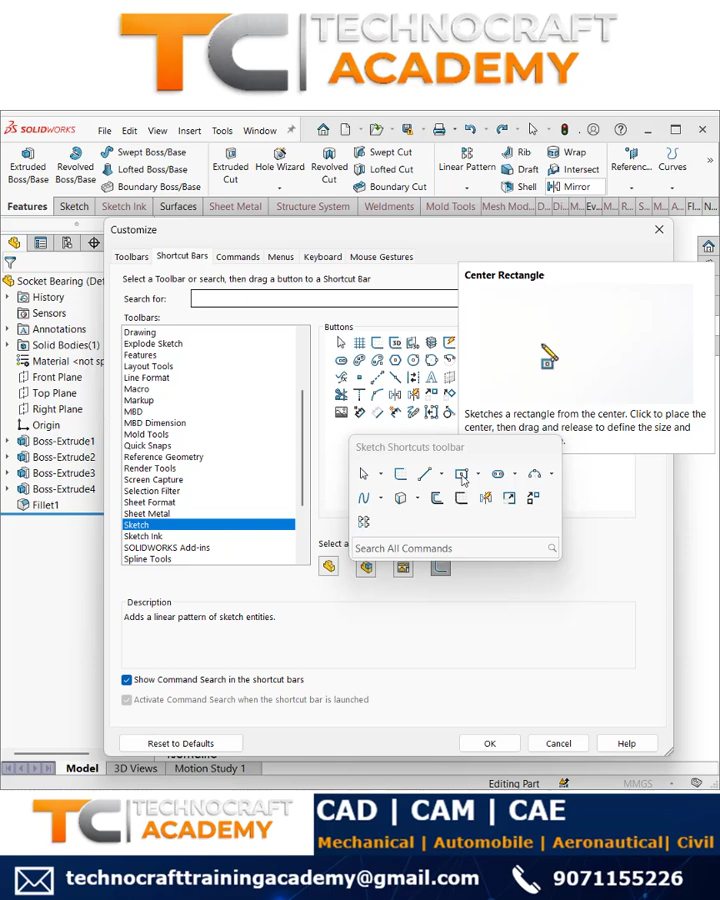 TC TECHNOCRAFT
ACADEMY
SOLIDWORKS File Edit View Insert Tools Window
Extruded Boss/Base
Revolved Boss/Base
Swept Boss/Base
Lofted Boss/Base
Boundary Boss/Base
Extruded Cut
Hole Wizard
Revolved Cut
Swept Cut
Lofted Cut
Boundary Cut
Linear Pattern
Rib
Draft
Shell
Wrap
Intersect
Mirror
Referenc...
Curves
Features Sketch Sketch Ink Surfaces Sheet Metal Structure System Weldments Mold Tools Mesh Mod... D... Di... M... Ev... M... R... S... M... A... Fl... N...
Customize
Toolbars Shortcut Bars Commands Menus Keyboard Mouse Gestures
Select a Toolbar or search, then drag a button to a Shortcut Bar
Search for:
Toolbars:
Drawing
Explode Sketch
Features
Layout Tools
Line Format
Macro
Markup
MBD
MBD Dimension
Mold Tools
Quick Snaps
Reference Geometry
Render Tools
Screen Capture
Selection Filter
Sheet Format
Sheet Metal
Sketch
Sketch Ink
SOLIDWORKS Add-ins
Spline Tools
Buttons
3D
Center Rectangle
Sketches a rectangle from the center. Click to place the
center, then drag and release to define the size and
e.
Sketch Shortcuts toolbar
Search All Commands
Select a
Description
Adds a linear pattern of sketch entities.
Show Command Search in the shortcut bars
Activate Command Search when the shortcut bar is launched
Reset to Defaults OK Cancel Help
Socket Bearing (Def
History
Sensors
Annotations
Solid Bodies(1)
Material <not sp
Front Plane
Top Plane
Right Plane
Origin
Boss-Extrude1
Boss-Extrude2
Boss-Extrude3
Boss-Extrude4
Fillet1
Model 3D Views Motion Study 1
Editing Part MMGS
TC TECHNOCRAFT
ACADEMY
CAD | CAM | CAE
Mechanical | Automobile | Aeronautical| Civil
technocrafttrainingacademy@gmail.com 9071155226